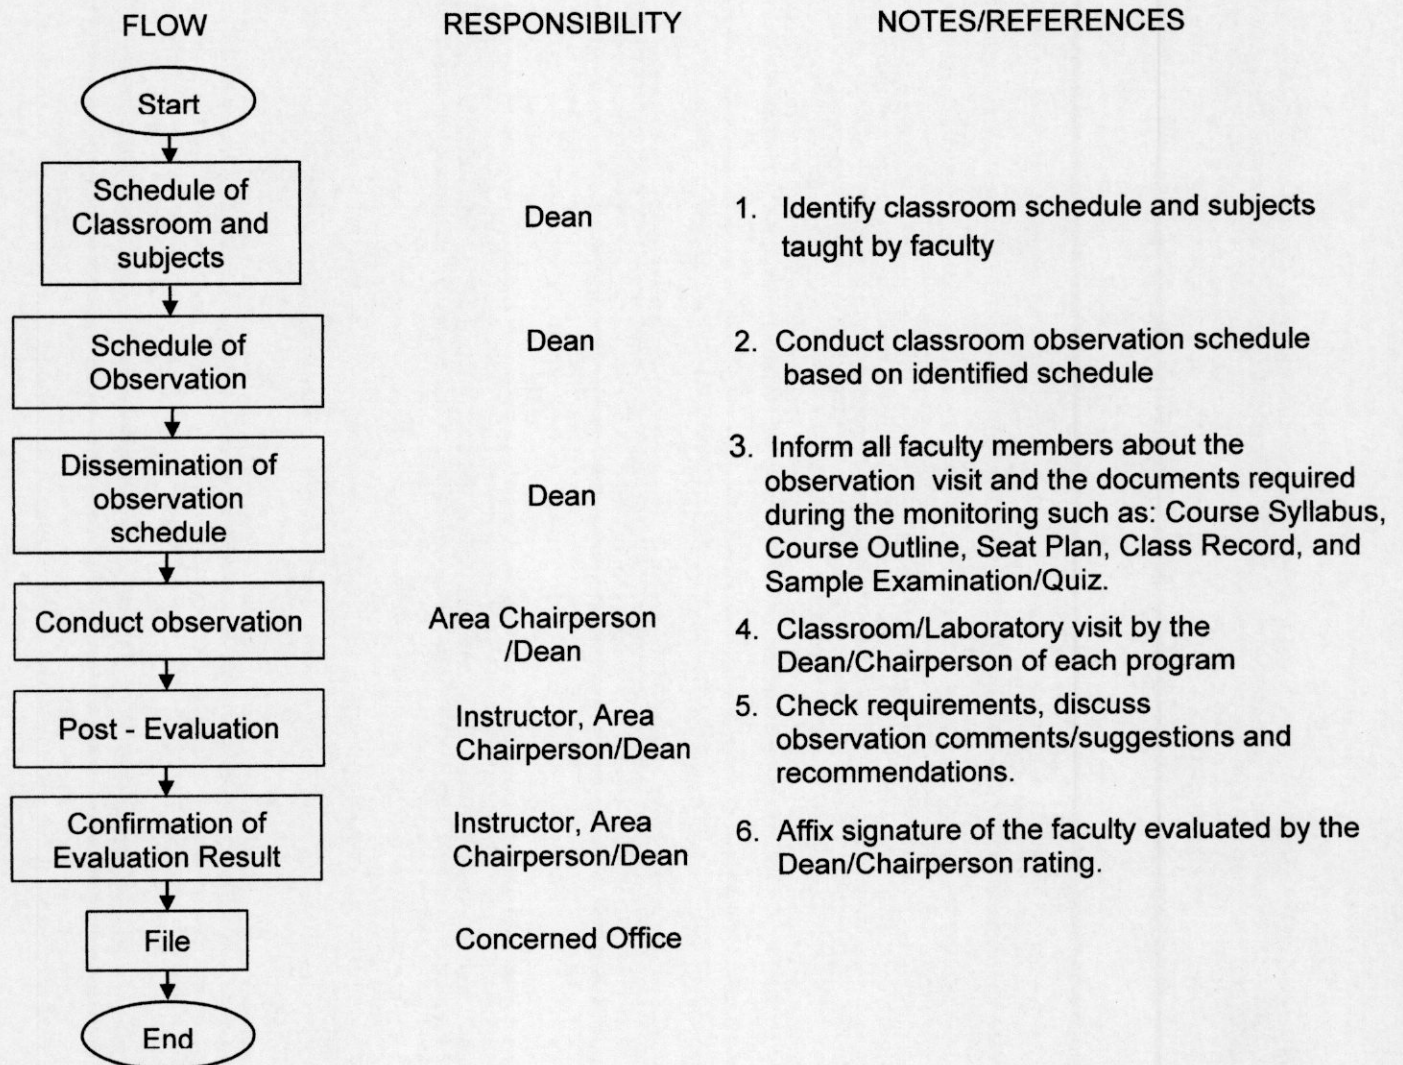 FLOW RESPONSIBILITY NOTES/REFERENCES
Start
Schedule of
Classroom and
subjects
Dean
1. Identify classroom schedule and subjects
taught by faculty
Schedule of
Observation
Dean
2. Conduct classroom observation schedule
based on identified schedule
Dissemination of
observation
schedule
Dean
3. Inform all faculty members about the
observation visit and the documents required
during the monitoring such as: Course Syllabus,
Course Outline, Seat Plan, Class Record, and
Sample Examination/Quiz.
Conduct observation
Area Chairperson
/Dean
4. Classroom/Laboratory visit by the
Dean/Chairperson of each program
Post - Evaluation
Instructor, Area
Chairperson/Dean
5. Check requirements, discuss
observation comments/suggestions and
recommendations.
Confirmation of
Evaluation Result
Instructor, Area
Chairperson/Dean
6. Affix signature of the faculty evaluated by the
Dean/Chairperson rating.
File
Concerned Office
End